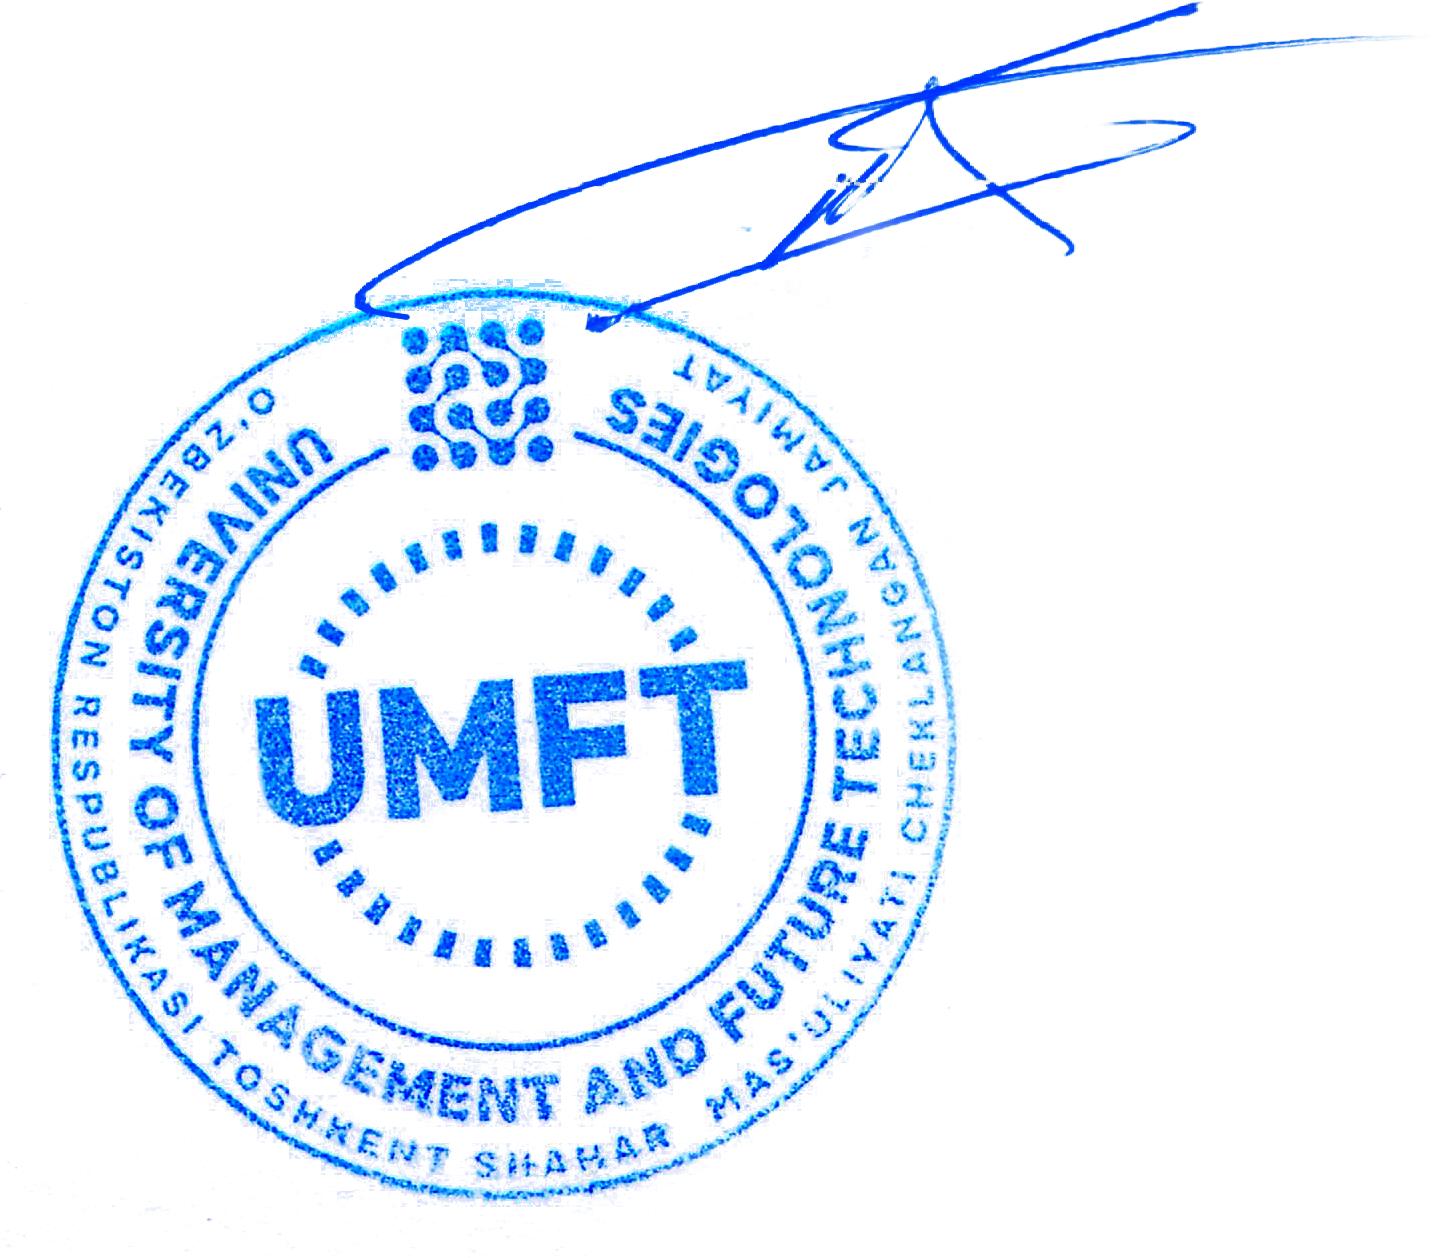 O'ZBEKISTON RESPUBLIKASI TOSHKENT SHAHAR MAS'ULIYATI CHEKLANGAN JAMIYAT
UNIVERSITY OF MANAGEMENT AND FUTURE TECHNOLOGIES
UMFT